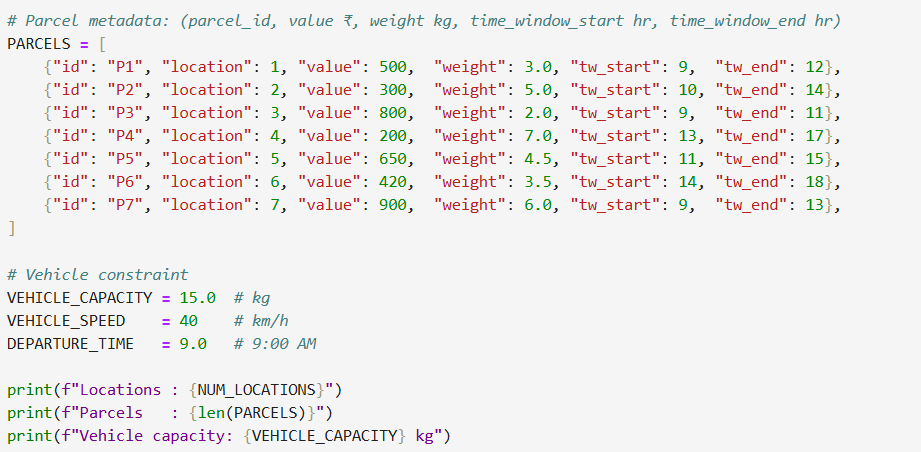 # Parcel metadata: (parcel_id, value ₹, weight kg, time_window_start hr, time_window_end hr)
PARCELS = [
    {"id": "P1", "location": 1, "value": 500,  "weight": 3.0, "tw_start": 9,  "tw_end": 12},
    {"id": "P2", "location": 2, "value": 300,  "weight": 5.0, "tw_start": 10, "tw_end": 14},
    {"id": "P3", "location": 3, "value": 800,  "weight": 2.0, "tw_start": 9,  "tw_end": 11},
    {"id": "P4", "location": 4, "value": 200,  "weight": 7.0, "tw_start": 13, "tw_end": 17},
    {"id": "P5", "location": 5, "value": 650,  "weight": 4.5, "tw_start": 11, "tw_end": 15},
    {"id": "P6", "location": 6, "value": 420,  "weight": 3.5, "tw_start": 14, "tw_end": 18},
    {"id": "P7", "location": 7, "value": 900,  "weight": 6.0, "tw_start": 9,  "tw_end": 13},
]

# Vehicle constraint
VEHICLE_CAPACITY = 15.0  # kg
VEHICLE_SPEED    = 40    # km/h
DEPARTURE_TIME   = 9.0   # 9:00 AM

print(f"Locations : {NUM_LOCATIONS}")
print(f"Parcels   : {len(PARCELS)}")
print(f"Vehicle capacity: {VEHICLE_CAPACITY} kg")